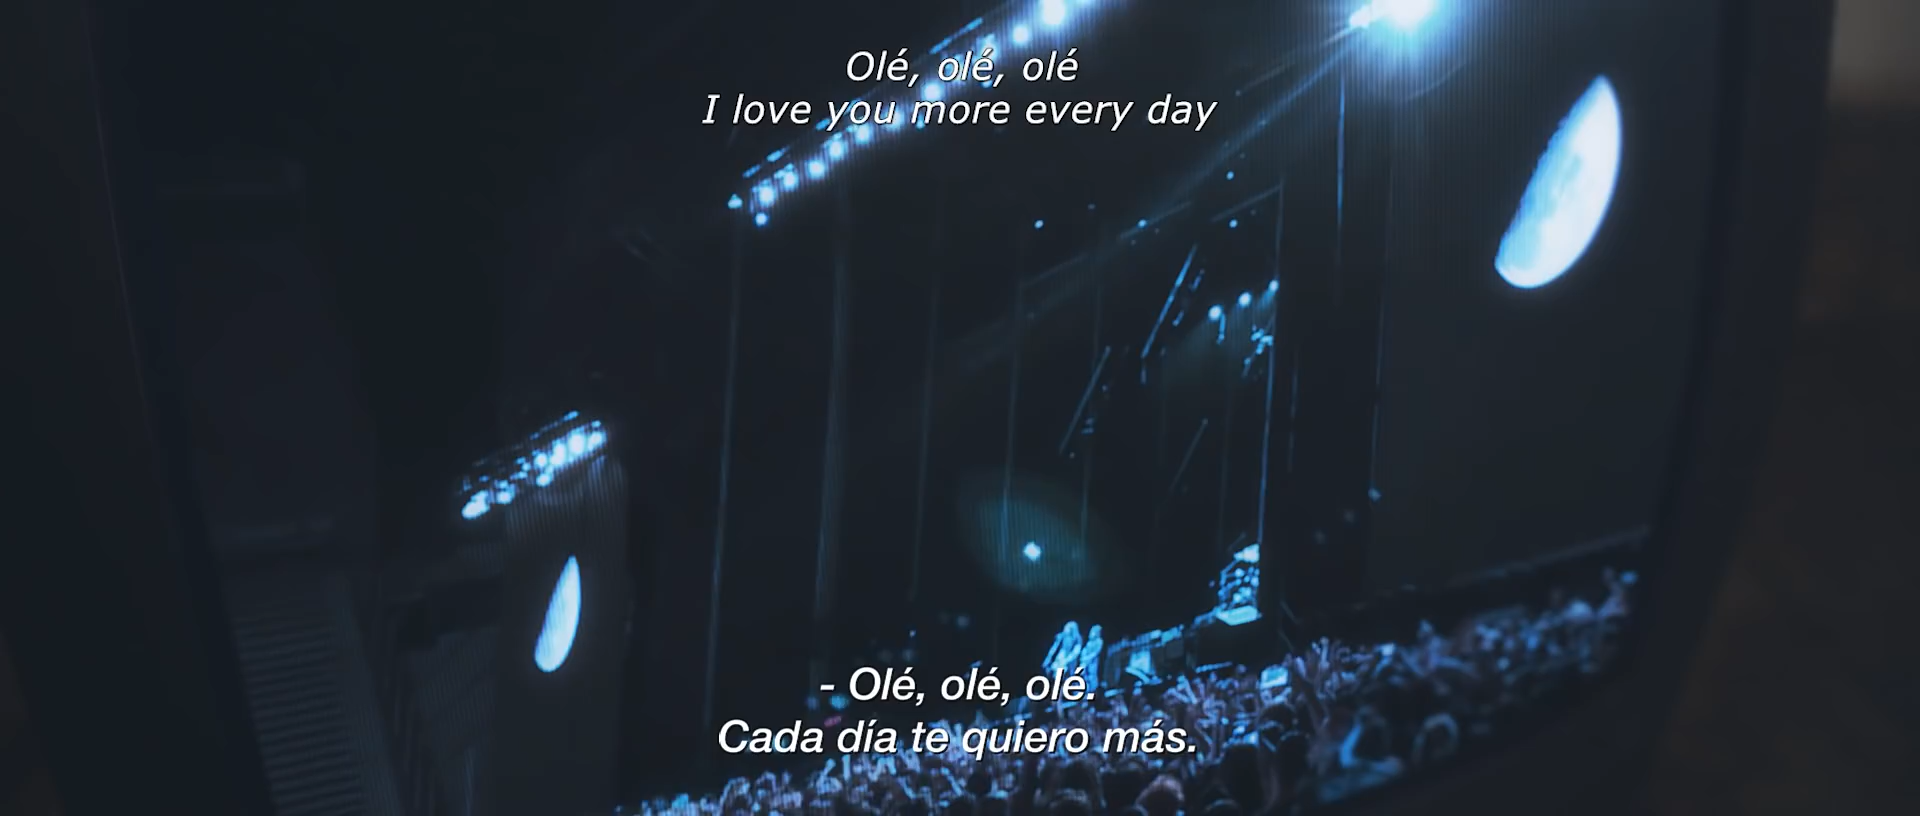 Olé, olé, olé
I love you more every day
- Olé, olé, olé.
Cada día te quiero más.